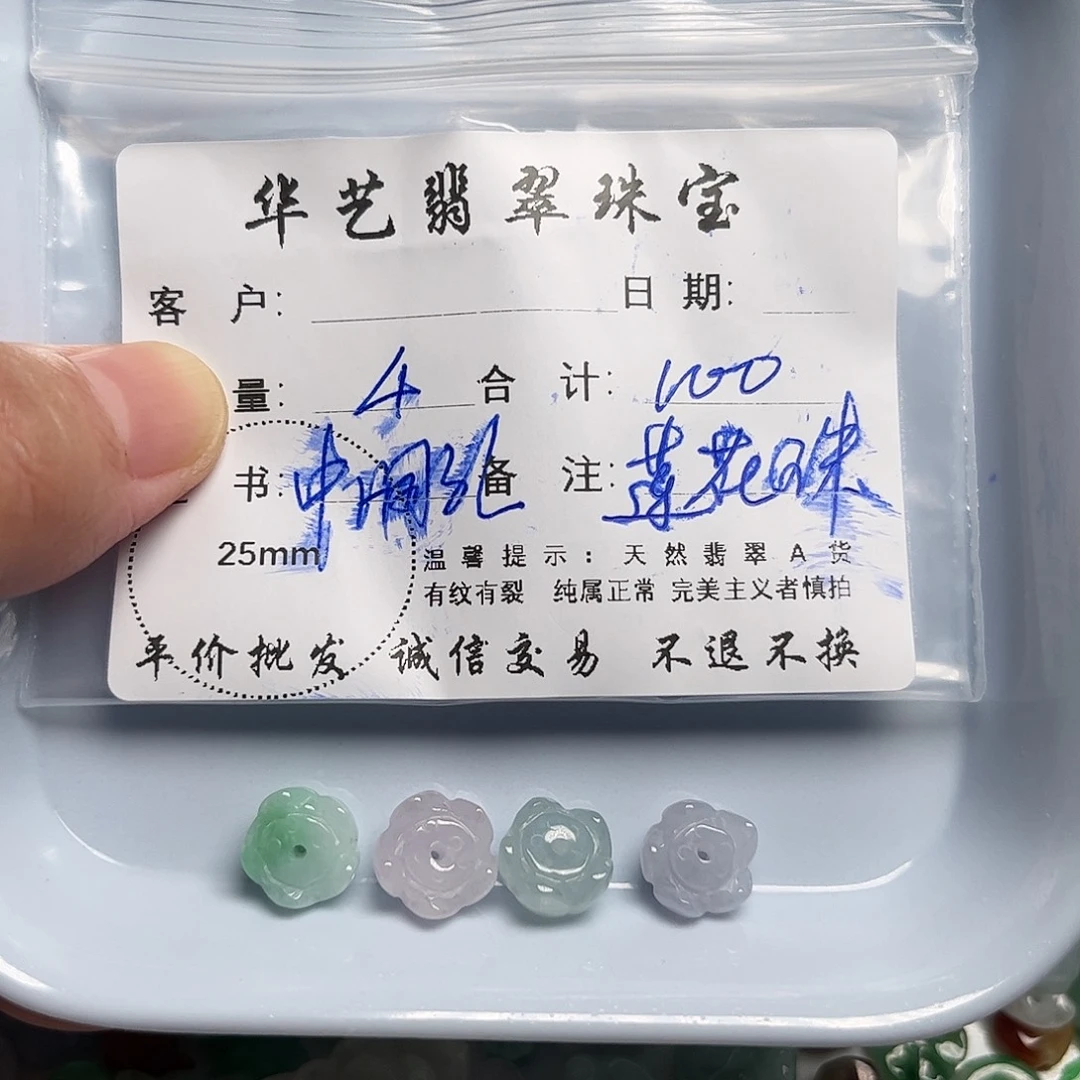 华艺翡翠珠宝
客 户: 日 期:
量: 4 合 计: 100
书: 中间孔 备 注: 莲花珠
25mm
温馨提示：天然翡翠A货
有纹有裂 纯属正常 完美主义者慎拍
平价批发 诚信交易 不退不换